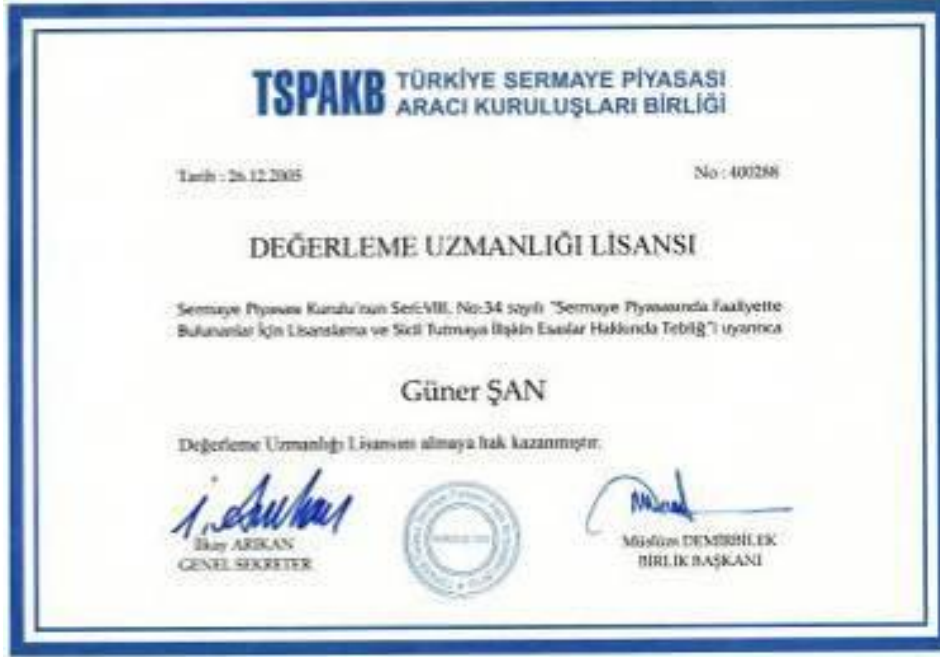 TSPAKB TÜRKİYE SERMAYE PİYASASI
ARACI KURULUŞLARI BİRLİĞİ
Tarih : 26.12.2005
No : 400288
DEĞERLEME UZMANLIĞI LİSANSI
Sermaye Piyasası Kurulu'nun Seri:VIII, No:34 sayılı "Sermaye Piyasasında Faaliyette
Bulunanlar İçin Lisanslama ve Sicil Tutmaya İlişkin Esaslar Hakkında Tebliğ"i uyarınca
Güner ŞAN
Değerleme Uzmanlığı Lisansını almaya hak kazanmıştır.
İlkay ARIKAN
GENEL SEKRETER
Müslüm DEMİRBİLEK
BİRLİK BAŞKANI